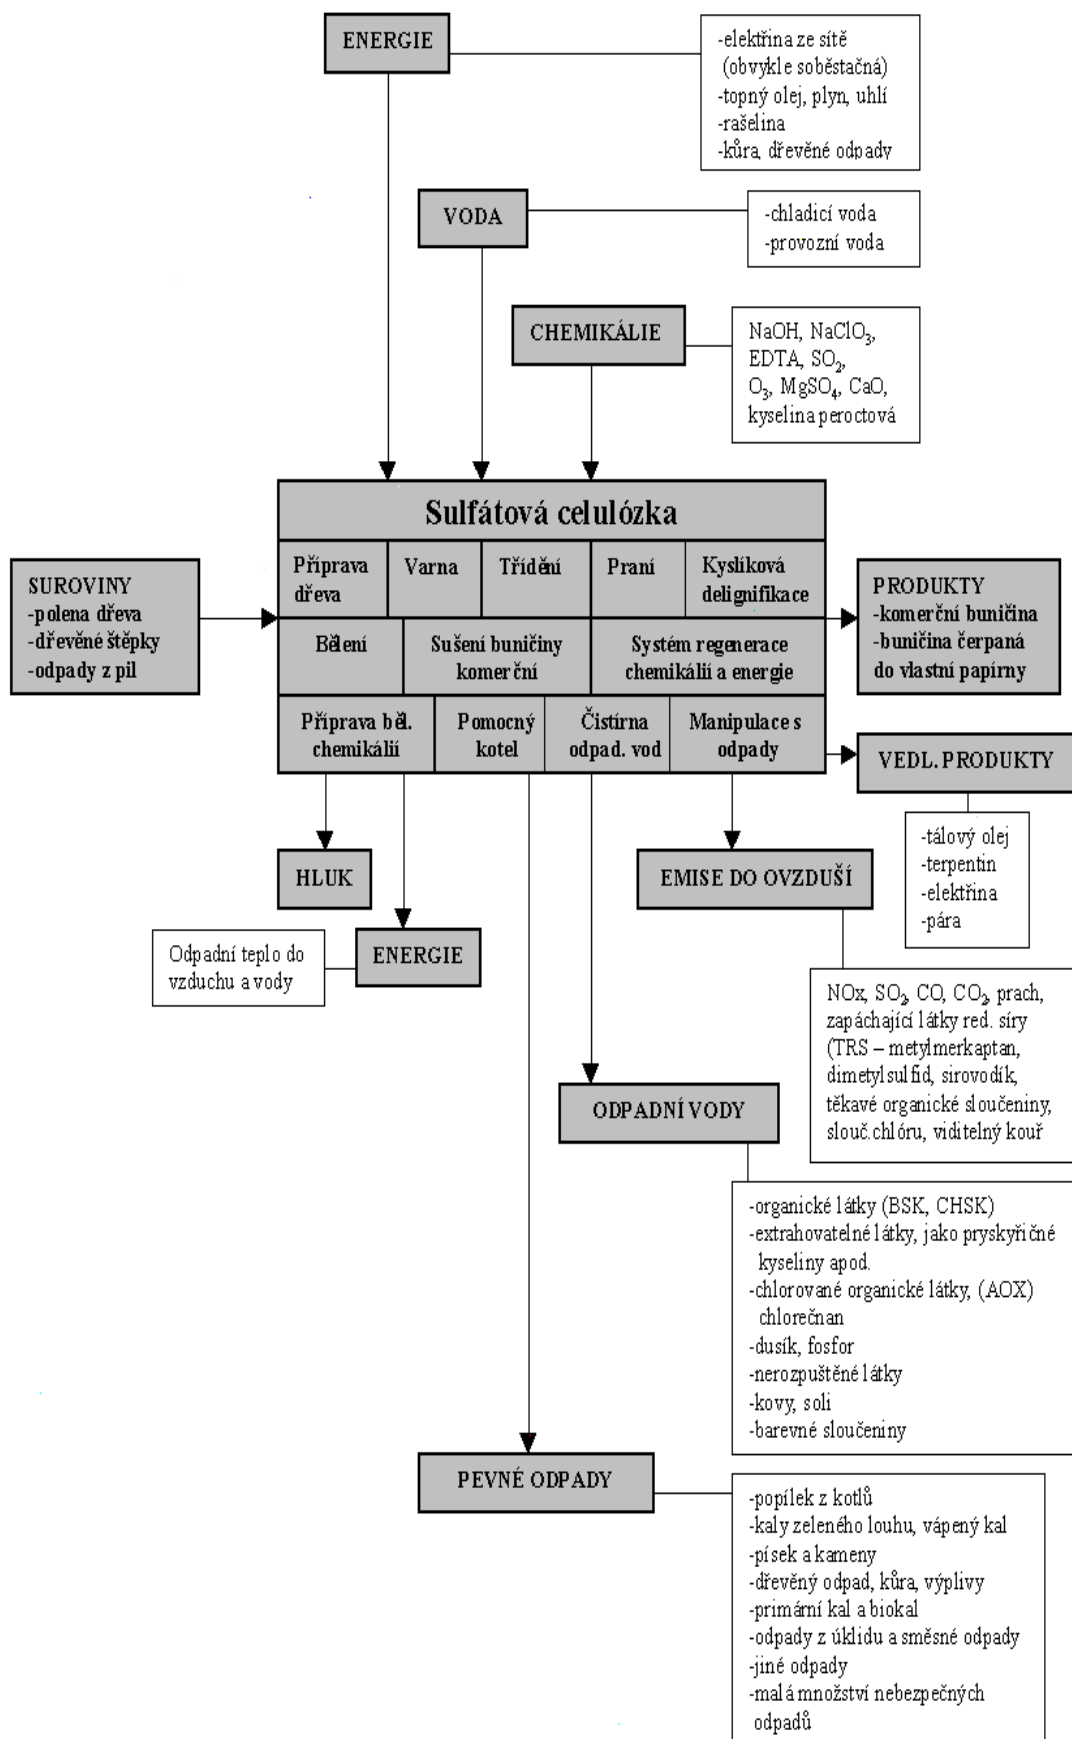 ENERGIE
-elektřina ze sítě
(obvykle soběstačná)
-topný olej, plyn, uhlí
-rašelina
-kůra, dřevěné odpady
VODA
-chladicí voda
-provozní voda
CHEMIKÁLIE
NaOH, NaClO₃,
EDTA, SO₂,
O₃, MgSO₄, CaO,
kyselina peroctová
Sulfátová celulózka
Příprava
dřeva
Varna
Třídění
Praní
Kyslíková
delignifikace
Bělení
Sušení buničiny
komerční
Systém regenerace
chemikálií a energie
Příprava běl.
chemikálií
Pomocný
kotel
Čistírna
odpad. vod
Manipulace s
odpady
SUROVINY
-polena dřeva
-dřevěné štěpky
-odpady z pil
PRODUKTY
-komerční buničina
-buničina čerpaná
do vlastní papírny
VEDL. PRODUKTY
-tálový olej
-terpentin
-elektřina
-pára
HLUK
EMISE DO OVZDUŠÍ
ENERGIE
Odpadní teplo do
vzduchu a vody
NOx, SO₂, CO, CO₂, prach,
zapáchající látky red. síry
(TRS – metylmerkaptan,
dimetylsulfid, sirovodík,
těkavé organické sloučeniny,
slouč.chlóru, viditelný kouř
ODPADNÍ VODY
-organické látky (BSK, CHSK)
-extrahovatelné látky, jako pryskyřičné
kyseliny apod.
-chlorované organické látky, (AOX)
chlorečnan
-dusík, fosfor
-nerozpuštěné látky
-kovy, soli
-barevné sloučeniny
PEVNÉ ODPADY
-popílek z kotlů
-kaly zeleného louhu, vápený kal
-písek a kameny
-dřevěný odpad, kůra, výplivy
-primární kal a biokal
-odpady z úklidu a směsné odpady
-jiné odpady
-malá množství nebezpečných
odpadů